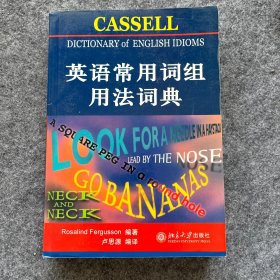 CASSELL
DICTIONARY of ENGLISH IDIOMS
英语常用词组
用法词典
A SQUARE PEG IN A round hole
LOOK FOR A NEEDLE IN A HAYSTACK
LEAD BY THE NOSE
GO BANANAS
NECK
AND
NECK
Rosalind Fergusson 编著
卢思源 编译
北京大学出版社
PEKING UNIVERSITY PRESS